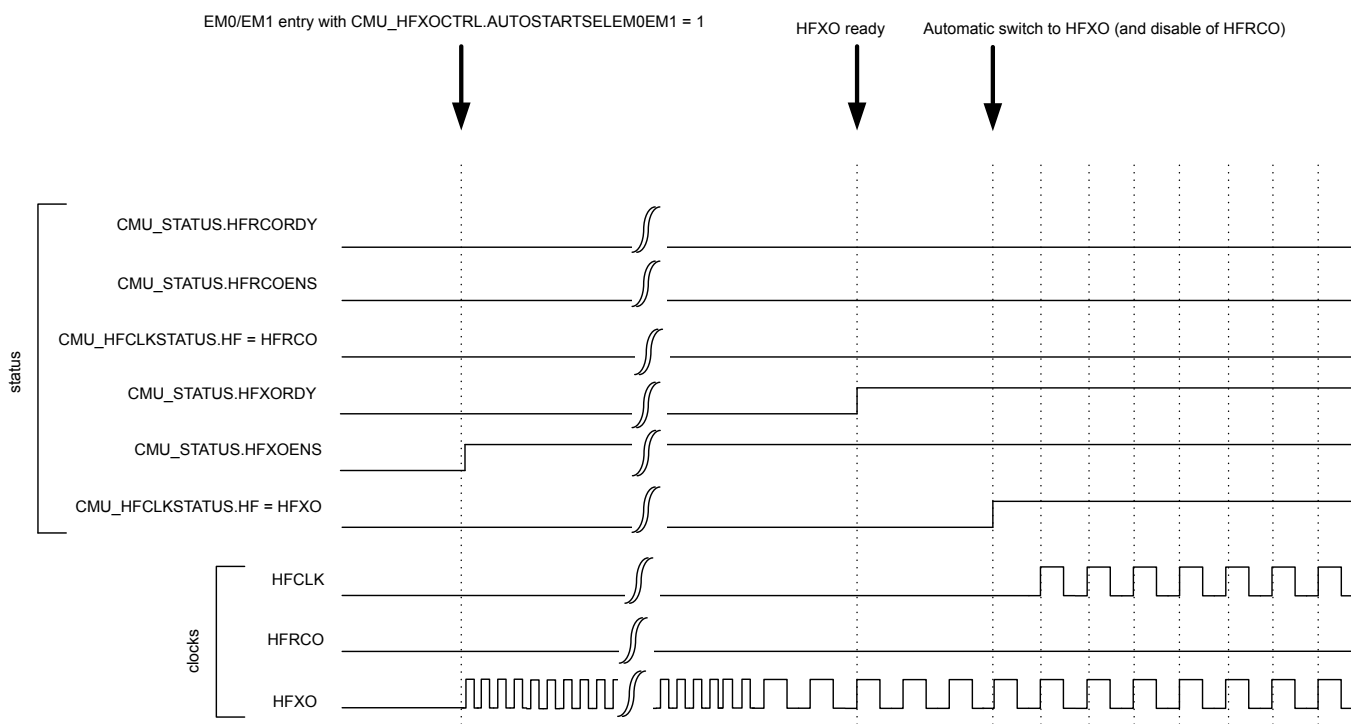 EM0/EM1 entry with CMU_HFXOCTRL.AUTOSTARTSELEM0EM1 = 1
HFXO ready
Automatic switch to HFXO (and disable of HFRCO)
status
CMU_STATUS.HFRCORDY
CMU_STATUS.HFRCOENS
CMU_HFCLKSTATUS.HF = HFRCO
CMU_STATUS.HFXORDY
CMU_STATUS.HFXOENS
CMU_HFCLKSTATUS.HF = HFXO
clocks
HFCLK
HFRCO
HFXO